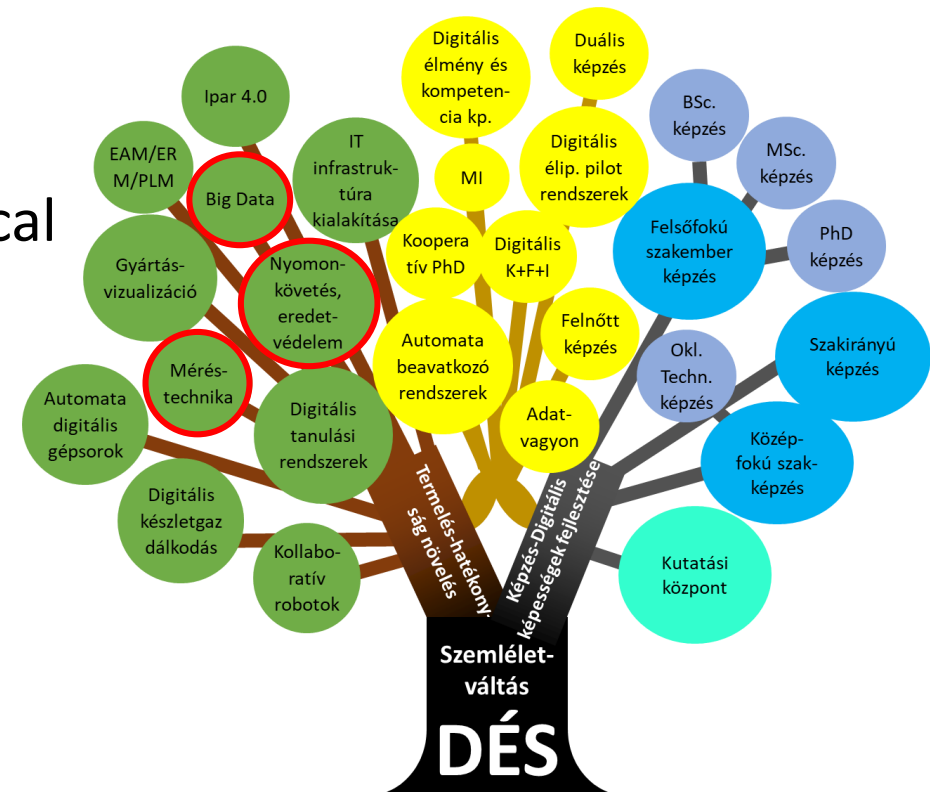 cal
Ipar 4.0
EAM/ER
M/PLM
Big Data
IT
infrastruk-
túra
kialakítása
Gyártás-
vizualizáció
Nyomon-
követés,
eredet-
védelem
Mérés-
technika
Automata
digitális
gépsorok
Digitális
tanulási
rendszerek
Digitális
készletgaz
dálkodás
Kollabo-
ratív
robotok
Digitális
élmény és
kompeten-
cia kp.
Duális
képzés
MI
Digitális
élip. pilot
rendszerek
Koopera
tív PhD
Digitális
K+F+I
Automata
beavatkozó
rendszerek
Felnőtt
képzés
Adat-
vagyon
BSc.
képzés
MSc.
képzés
Felsőfokú
szakember
képzés
PhD
képzés
Okl.
Techn.
képzés
Szakirányú
képzés
Közép-
fokú szak-
képzés
Kutatási
központ
Termelés-hatékony-
ság növelés
Képzés-Digitális
képességek fejlesztése
Szemlélet-
váltás
DÉS